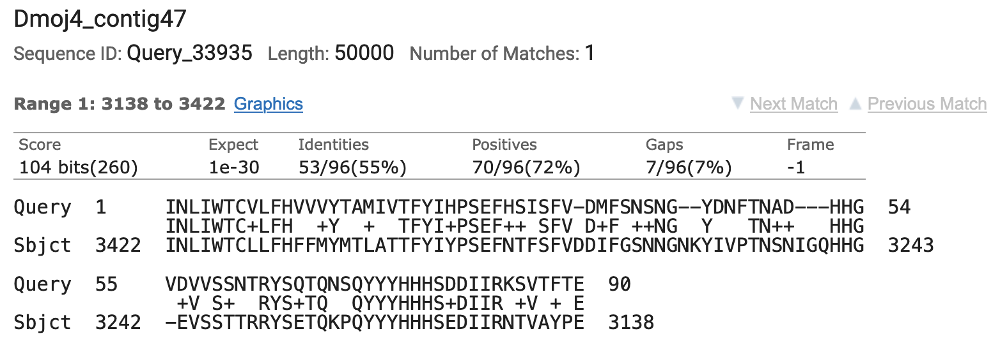 Dmoj4_contig47
Sequence ID: Query_33935 Length: 50000 Number of Matches: 1
Range 1: 3138 to 3422 Graphics ▼ Next Match ▲ Previous Match
Score Expect Identities Positives Gaps Frame
104 bits(260) 1e-30 53/96(55%) 70/96(72%) 7/96(7%) -1
Query  1     INLIWTCVLFHVVVYTAMIVTFYIHPSEFHSISFV-DMFSNSNG--YDNFTNAD---HHG  54
             INLIWTC+LFH  +Y  +  TFYI+PSEF++ SFV D+F ++NG  Y   TN++   HHG
Sbjct  3422  INLIWTCLLFHFFMYMTLATTFYIYPSEFNTFSFVDDIFGSNNGNKYIVPTNSNIGQHHG  3243
Query  55    VDVVSSNTRYSQTQNSQYYYHHHSDDIIRKSVTFTE  90
              +V S+  RYS+TQ  QYYYHHHS+DIIR +V + E
Sbjct  3242  -EVSSTTRRYSETQKPQYYYHHHSEDIIRNTVAYPE  3138